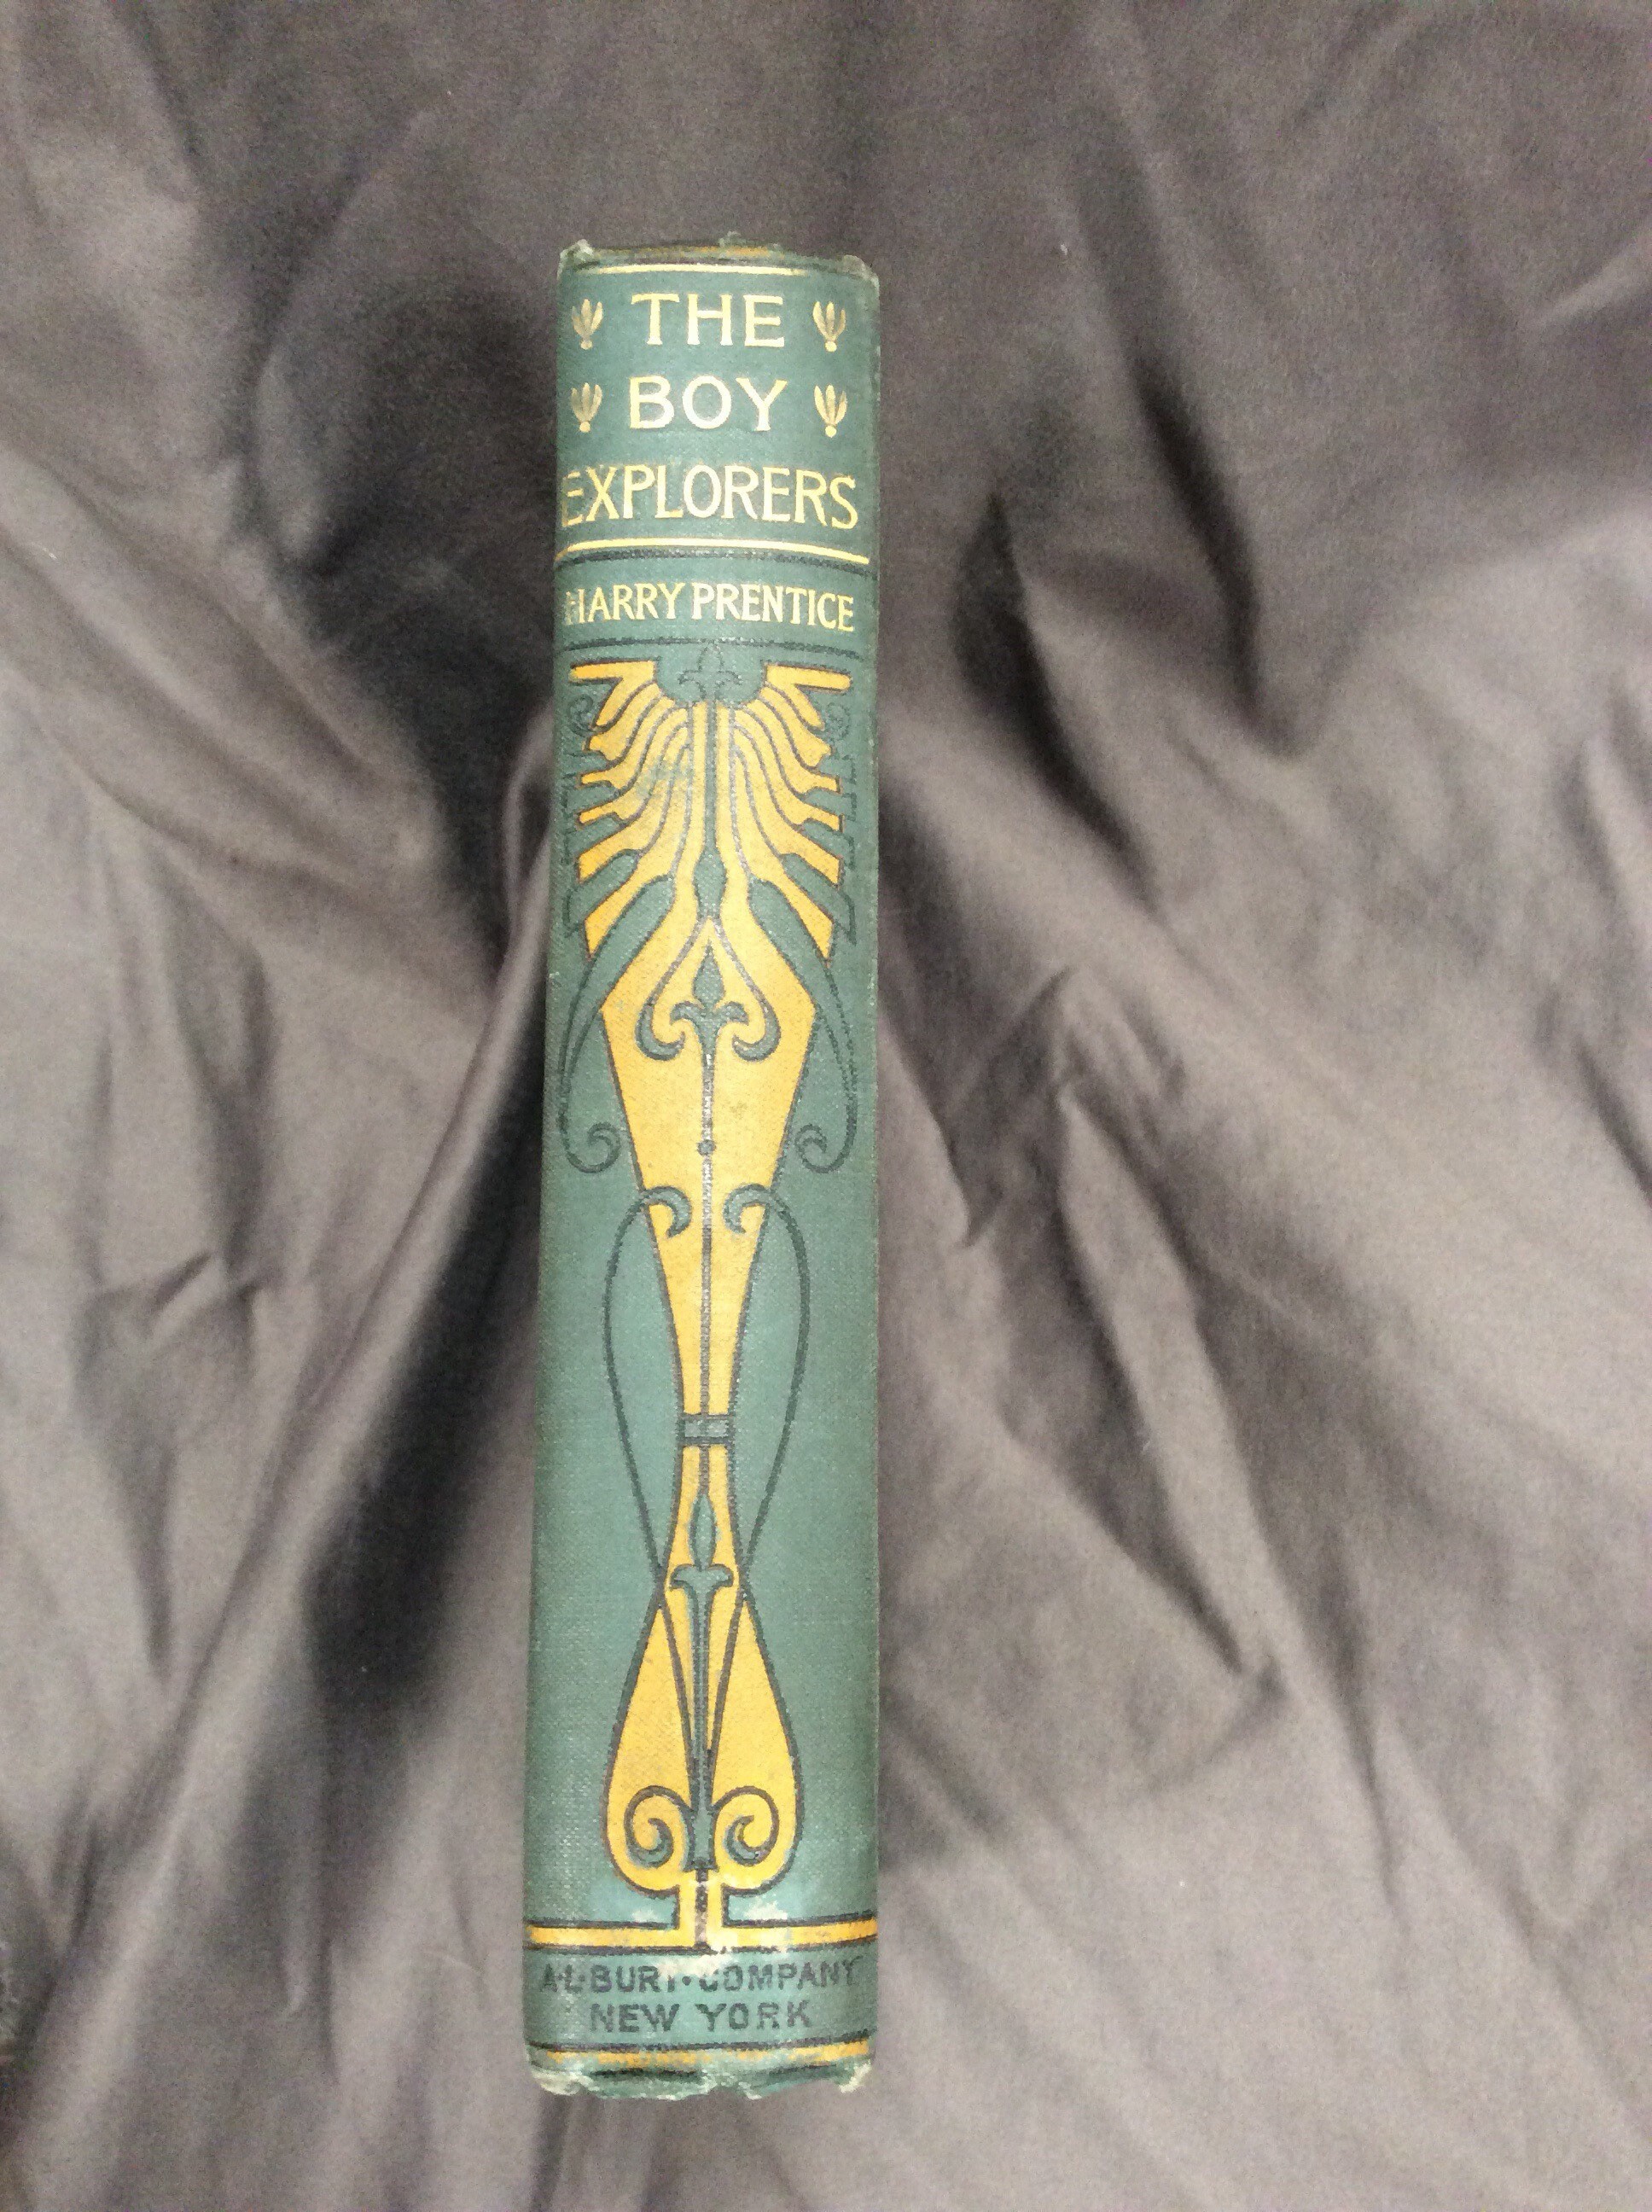 THE
BOY
EXPLORERS
HARRY PRENTICE
A·L·BURT·COMPANY
NEW YORK